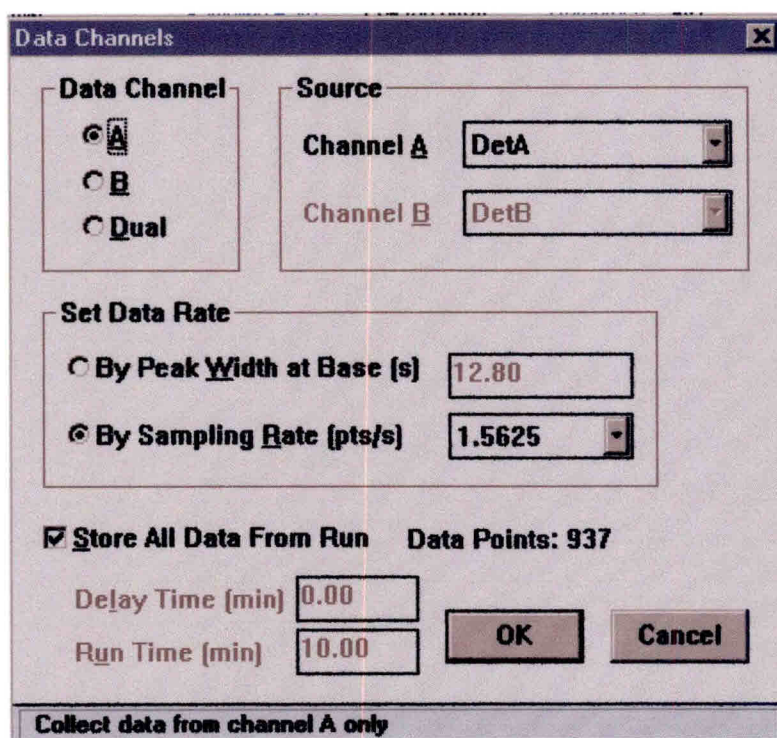 Data Channels
Data Channel
A
B
Dual
Source
Channel A DetA
Channel B DetB
Set Data Rate
By Peak Width at Base (s) 12.80
By Sampling Rate (pts/s) 1.5625
Store All Data From Run Data Points: 937
Delay Time (min) 0.00
Run Time (min) 10.00
OK Cancel
Collect data from channel A only